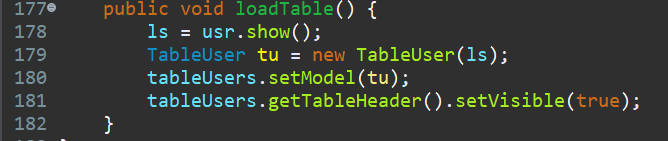 177 public void loadTable() {
178 ls = usr.show();
179 TableUser tu = new TableUser(ls);
180 tableUsers.setModel(tu);
181 tableUsers.getTableHeader().setVisible(true);
182 }